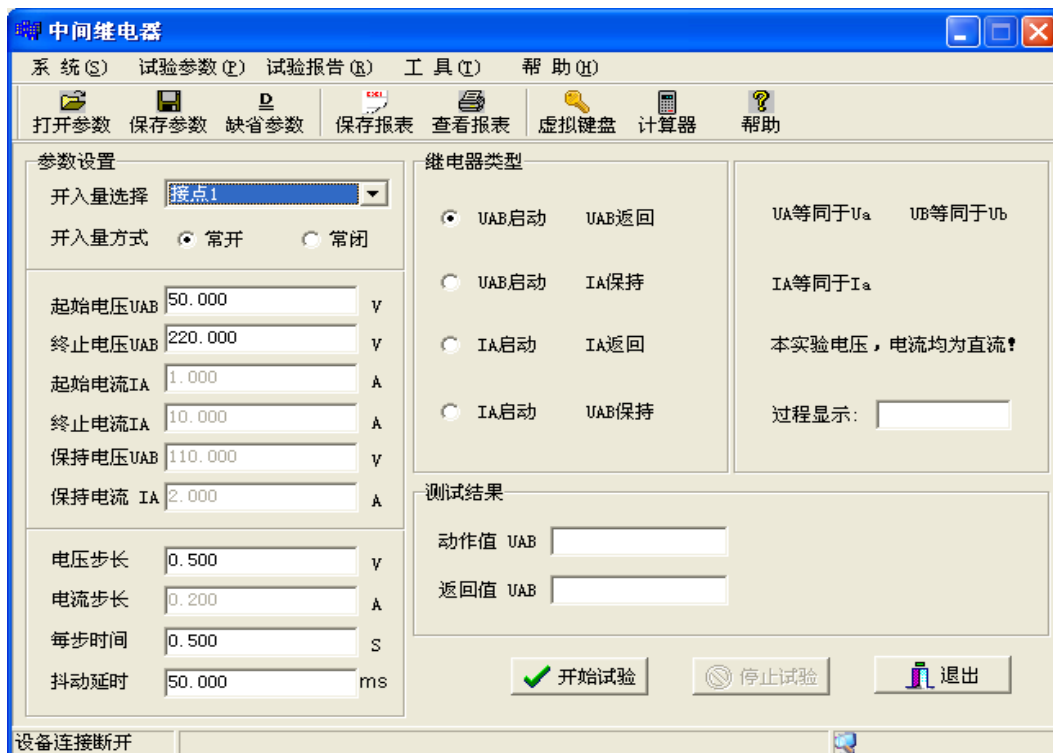 中间继电器
系 统(S) 试验参数(P) 试验报告(R) 工 具(T) 帮 助(H)
打开参数 保存参数 缺省参数 保存报表 查看报表 虚拟键盘 计算器 帮助
参数设置
开入量选择 接点1
开入量方式 常开 常闭
起始电压UAB 50.000 V
终止电压UAB 220.000 V
起始电流IA 1.000 A
终止电流IA 10.000 A
保持电压UAB 110.000 V
保持电流 IA 2.000 A
电压步长 0.500 V
电流步长 0.200 A
每步时间 0.500 S
抖动延时 50.000 ms
继电器类型
UAB启动 UAB返回
UAB启动 IA保持
IA启动 IA返回
IA启动 UAB保持
UA等同于Ua UB等同于Ub
IA等同于Ia
本实验电压，电流均为直流！
过程显示:
测试结果
动作值 UAB
返回值 UAB
开始试验 停止试验 退出
设备连接断开